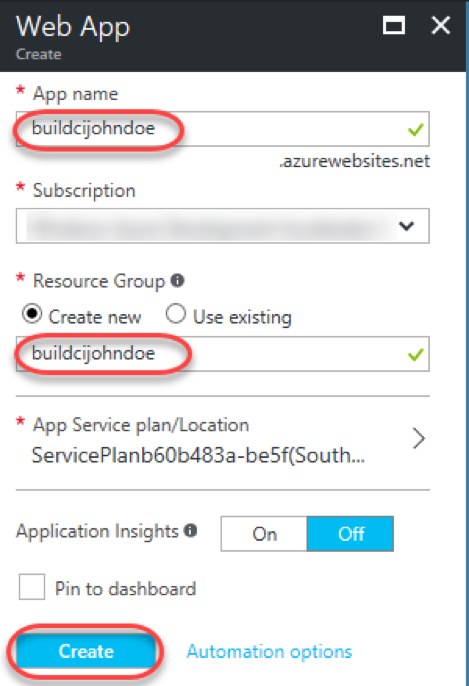 Web App
Create
* App name
buildcijohndoe
.azurewebsites.net
* Subscription
* Resource Group
Create new Use existing
buildcijohndoe
* App Service plan/Location
ServicePlanb60b483a-be5f(South...
Application Insights On Off
Pin to dashboard
Create Automation options